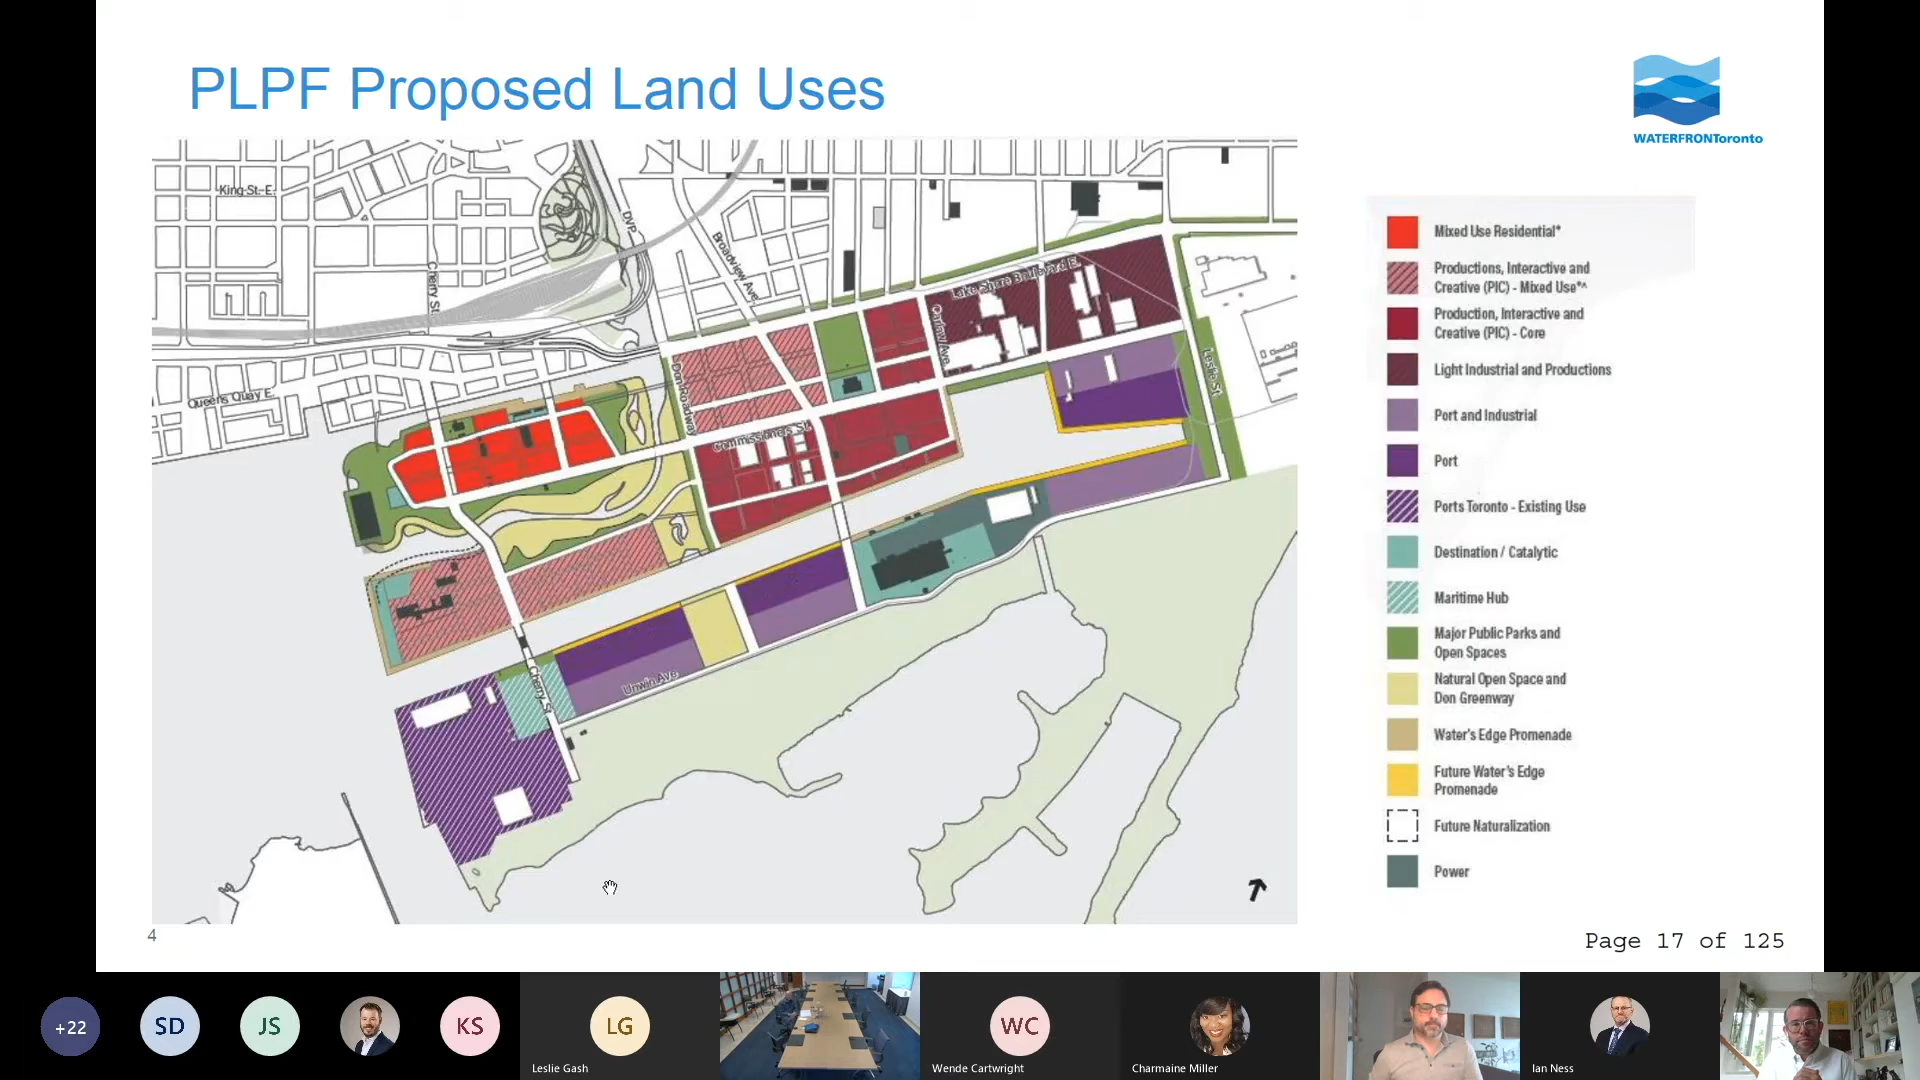 PLPF Proposed Land Uses
WATERFRONToronto
King St. E.
DVP
Broadview Ave
Cherry St.
Lake Shore Boulevard E.
Carlaw Ave.
Leslie St
Don Roadway
Queens Quay E.
Commissioners St.
Unwin Ave
Cherry St
Mixed Use Residential*
Productions, Interactive and
Creative (PIC) - Mixed Use*^
Production, Interactive and
Creative (PIC) - Core
Light Industrial and Productions
Port and Industrial
Port
Ports Toronto - Existing Use
Destination / Catalytic
Maritime Hub
Major Public Parks and
Open Spaces
Natural Open Space and
Don Greenway
Water's Edge Promenade
Future Water's Edge
Promenade
Future Naturalization
Power
4
Page 17 of 125
+22
SD
JS
KS
LG
Leslie Gash
WC
Wende Cartwright
Charmaine Miller
Ian Ness